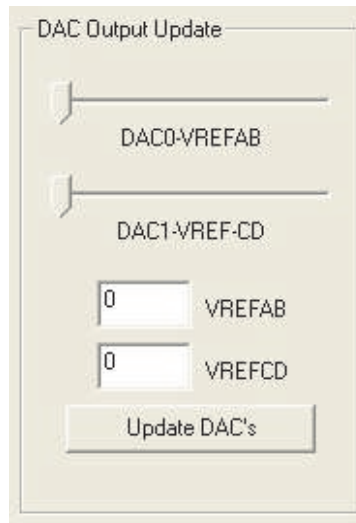 DAC Output Update
DAC0-VREFAB
DAC1-VREF-CD
0 VREFAB
0 VREFCD
Update DAC's